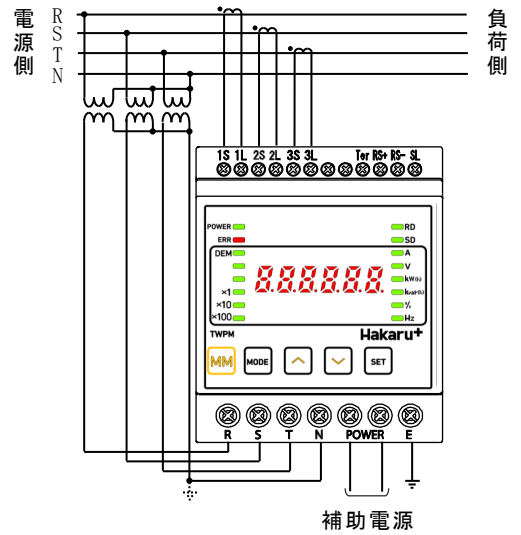 電源側
負荷側
R
S
T
N
1S 1L 2S 2L 3S 3L Ter RS+ RS- SL
POWER RD
ERR SD
DEM A
V
×1 kW(h)
×10 %
×100 Hz
8.8.8.8.8.8.
TWPM Hakaru+
MM MODE SET
R S T N POWER E
補助電源